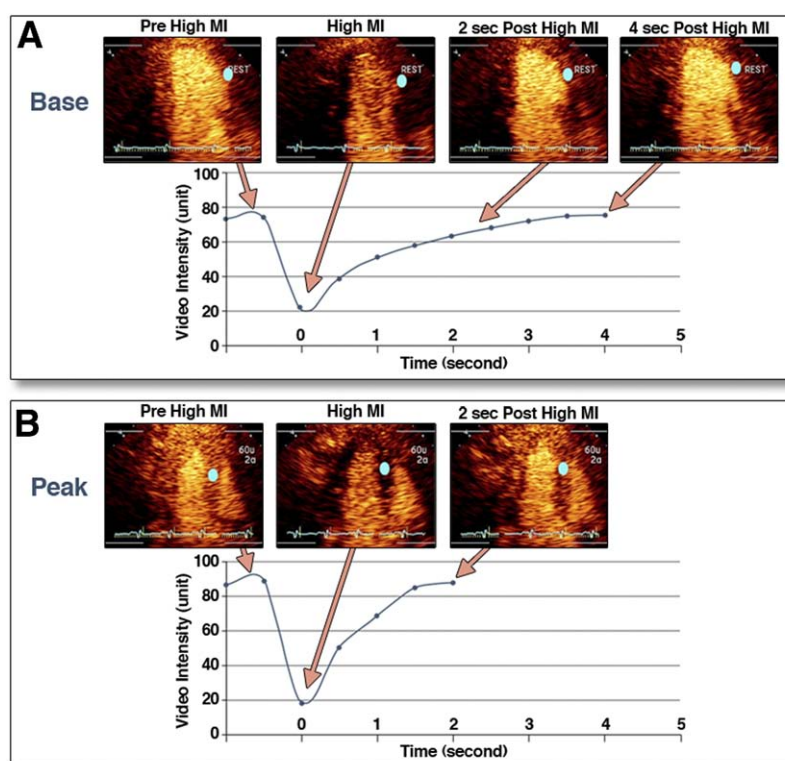 A
Pre High MI
High MI
2 sec Post High MI
4 sec Post High MI
Base
REST
REST
REST
REST
100
80
60
40
20
0
Video Intensity (unit)
0 1 2 3 4 5
Time (second)
B
Pre High MI
High MI
2 sec Post High MI
Peak
60u
2a
60u
2a
60u
2a
100
80
60
40
20
0
Video Intensity (unit)
0 1 2 3 4 5
Time (second)